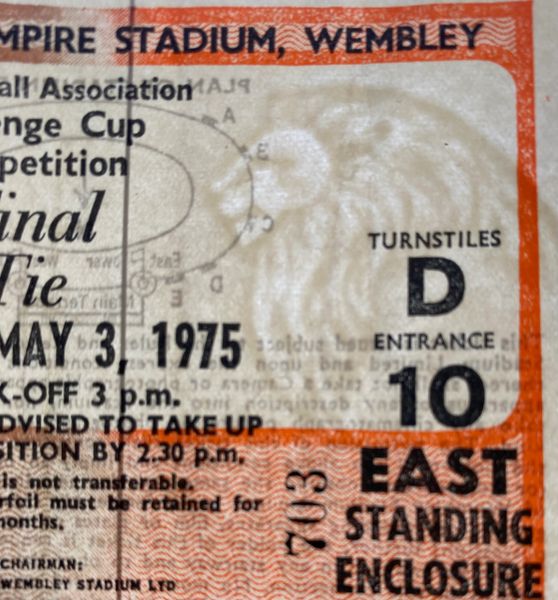 MPIRE STADIUM, WEMBLEY
all Association
enge Cup
petition
inal
Tie
MAY 3, 1975
K-OFF 3 p.m.
DVISED TO TAKE UP
SITION BY 2.30 p.m.
is not transferable.
rfoil must be retained for
months.
CHAIRMAN:
WEMBLEY STADIUM LTD
TURNSTILES
D
ENTRANCE
10
EAST
STANDING
ENCLOSURE
703